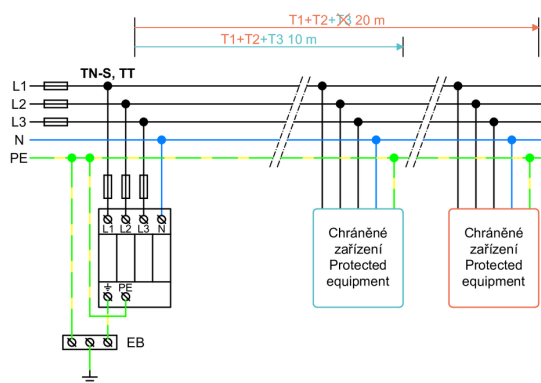 T1+T2+T3 20 m
T1+T2+T3 10 m
TN-S, TT
L1
L2
L3
N
PE
L1 L2 L3 N
PE
Chráněné
zařízení
Protected
equipment
Chráněné
zařízení
Protected
equipment
EB